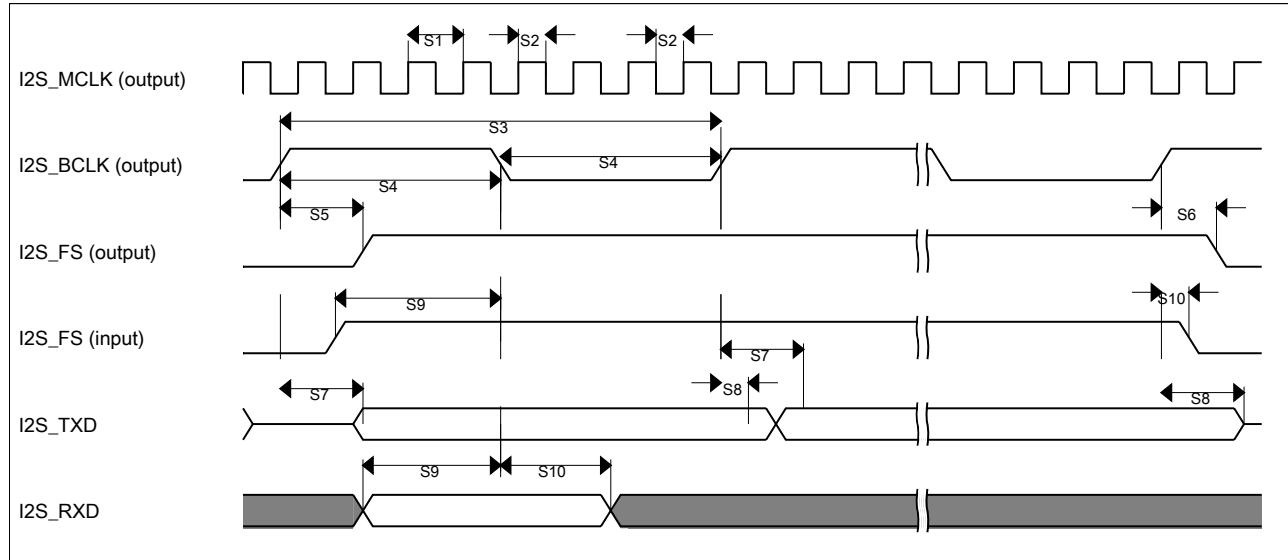 S1 S2 S2
I2S_MCLK (output)
S3
I2S_BCLK (output)
S4
S4
S5 S6
I2S_FS (output)
S9 S10
I2S_FS (input)
S7
S7 S8 S8
I2S_TXD
S9 S10
I2S_RXD